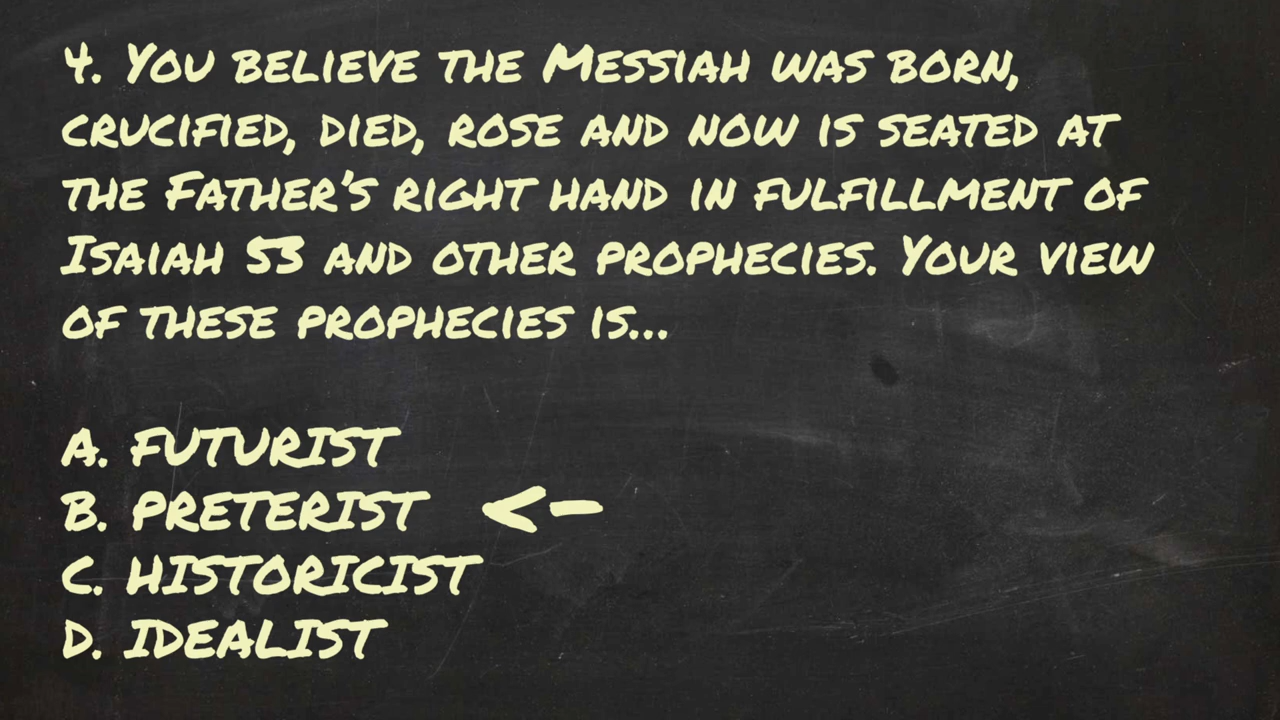 4. You believe the Messiah was born,
crucified, died, rose and now is seated at
the Father's right hand in fulfillment of
Isaiah 53 and other prophecies. Your view
of these prophecies is...
A. FUTURIST
B. PRETERIST <-
C. HISTORICIST
D. IDEALIST